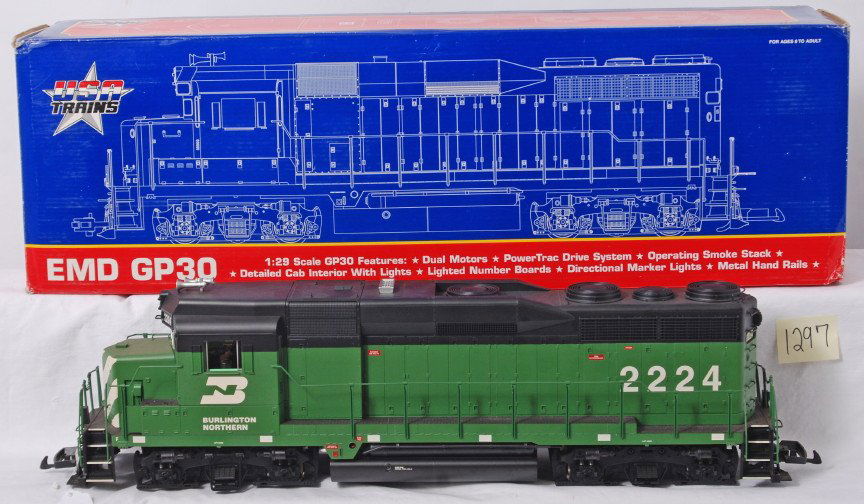 FOR AGES 8 TO ADULT
USA
TRAINS
EMD GP30
1:29 Scale GP30 Features: ★ Dual Motors ★ PowerTrac Drive System ★ Operating Smoke Stack ★
★ Detailed Cab Interior With Lights ★ Lighted Number Boards ★ Directional Marker Lights ★ Metal Hand Rails ★
1297
2224
BN
BURLINGTON
NORTHERN